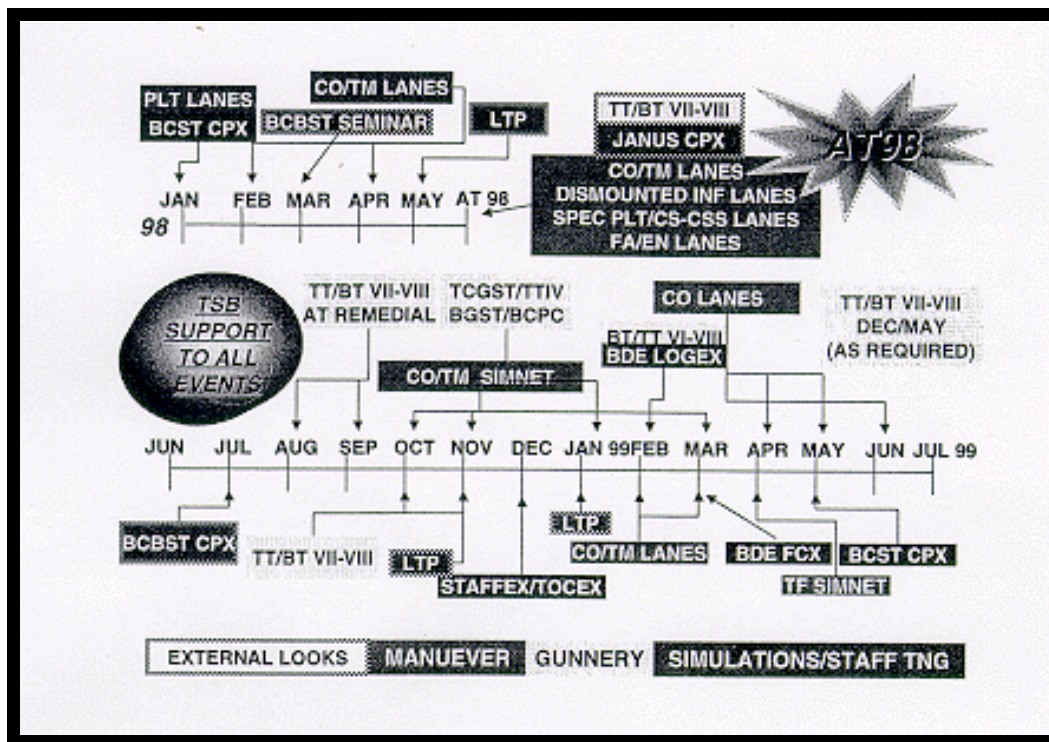 PLT LANES
BCST CPX
CO/TM LANES
BCBST SEMINAR
LTP
TT/BT VII-VIII
JANUS CPX
AT98
CO/TM LANES
DISMOUNTED INF LANES
SPEC PLT/CS-CSS LANES
FA/EN LANES
JAN FEB MAR APR MAY AT 98
98
TSB
SUPPORT
TO ALL
EVENTS
TT/BT VII-VIII
AT REMEDIAL
TCGST/TTIV
BGST/BCPC
CO LANES
TT/BT VII-VIII
DEC/MAY
(AS REQUIRED)
BT/TT VI-VIII
BDE LOGEX
CO/TM SIMNET
JUN JUL AUG SEP OCT NOV DEC JAN 99 FEB MAR APR MAY JUN JUL 99
BCBST CPX
TT/BT VII-VIII
LTP
STAFFEX/TOCEX
LTP
CO/TM LANES
BDE FCX
BCST CPX
TF SIMNET
EXTERNAL LOOKS MANUEVER GUNNERY SIMULATIONS/STAFF TNG